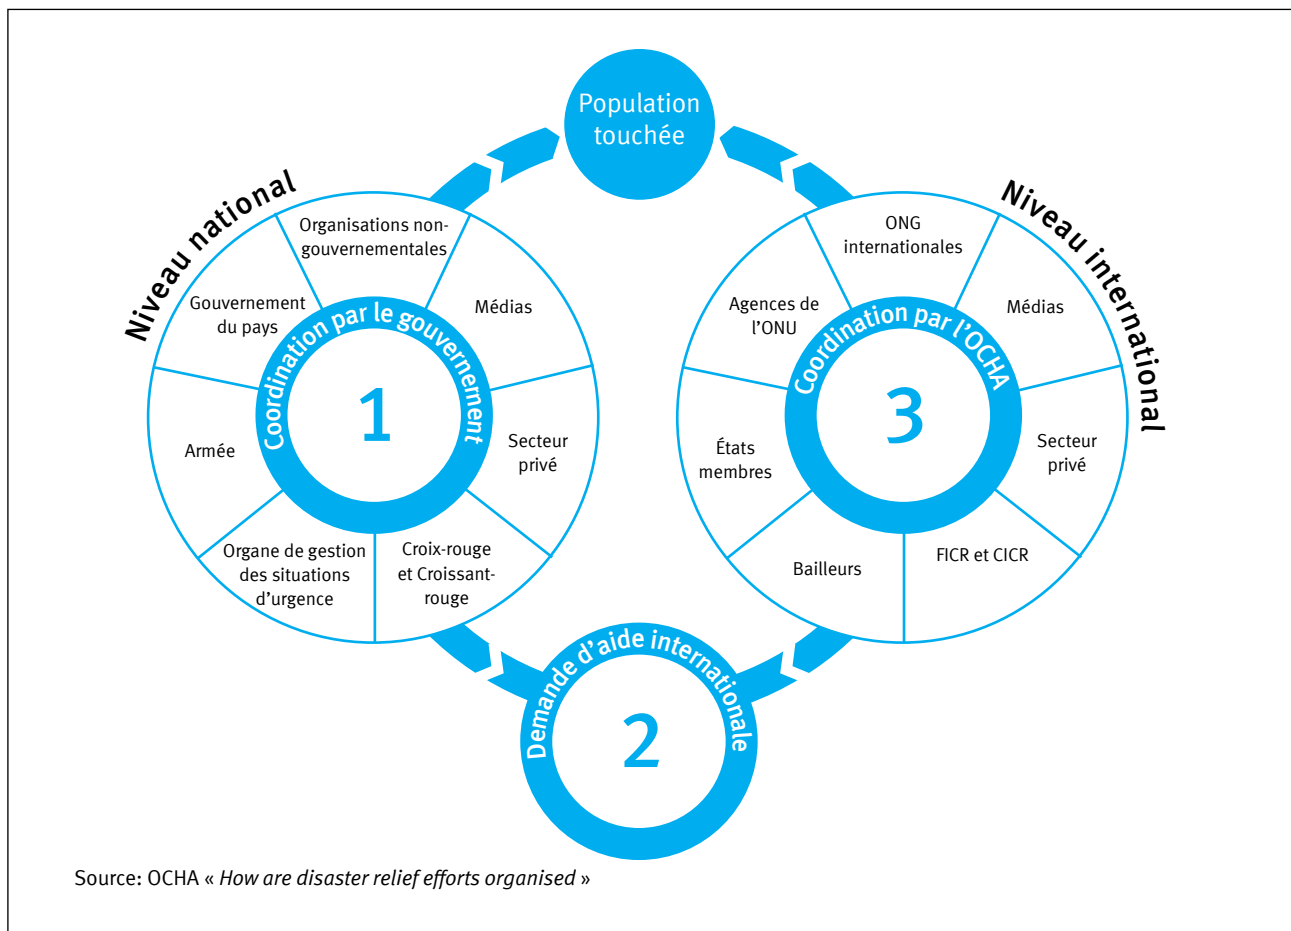 Population
touchée
Niveau national
Organisations non-
gouvernementales
Médias
Gouvernement
du pays
Coordination par le gouvernement
1
Armée
Secteur
privé
Organe de gestion
des situations
d’urgence
Croix-rouge
et Croissant-
rouge
Demande d’aide internationale
2
Niveau international
ONG
internationales
Médias
Agences de
l’ONU
Coordination par l’OCHA
3
États
membres
Secteur
privé
Bailleurs
FICR et CICR
Source: OCHA « How are disaster relief efforts organised »